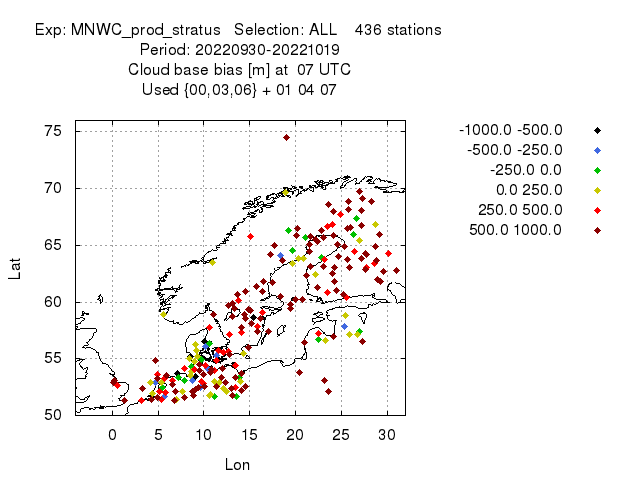 Exp: MNWC_prod_stratus   Selection: ALL    436 stations
Period: 20220930-20221019
Cloud base bias [m] at  07 UTC
Used {00,03,06} + 01 04 07
-1000.0 -500.0
-500.0 -250.0
-250.0 0.0
0.0 250.0
250.0 500.0
500.0 1000.0
75
70
65
60
55
50
Lat
0 5 10 15 20 25 30
Lon